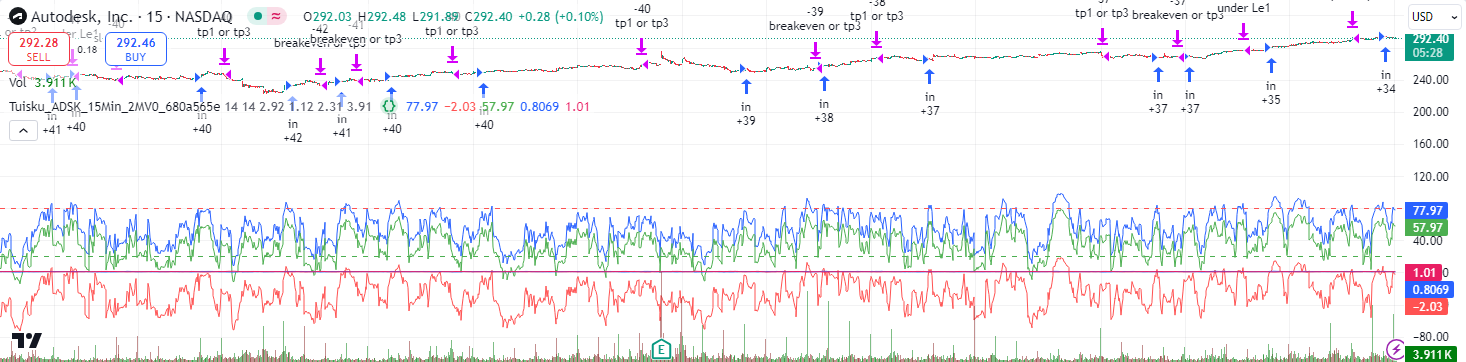 Autodesk, Inc. · 15 · NASDAQ
O292.03 H292.48 L291.89 C292.40 +0.28 (+0.10%)
USD
292.28
SELL
0.18
292.46
BUY
Vol 3.911K
Tuisku_ADSK_15Min_2MV0_680a565e 14 14 2.92 1.12 2.31 3.91 {} 77.97 −2.03 57.97 0.8069 1.01
-42
-41
tp1 or tp3
breakeven or tp3
tp1 or tp3
-40
tp1 or tp3
-39
breakeven or tp3
-38
tp1 or tp3
tp1 or tp3
-37
breakeven or tp3
under Le1
in
+41
in
+40
in
+40
in
+42
in
+41
in
+40
in
+40
in
+39
in
+38
in
+37
in
+37
in
+37
in
+35
in
+34
292.40
05:28
240.00
200.00
160.00
120.00
77.97
57.97
40.00
1.01
0.8069
−2.03
−80.00
3.911K
E